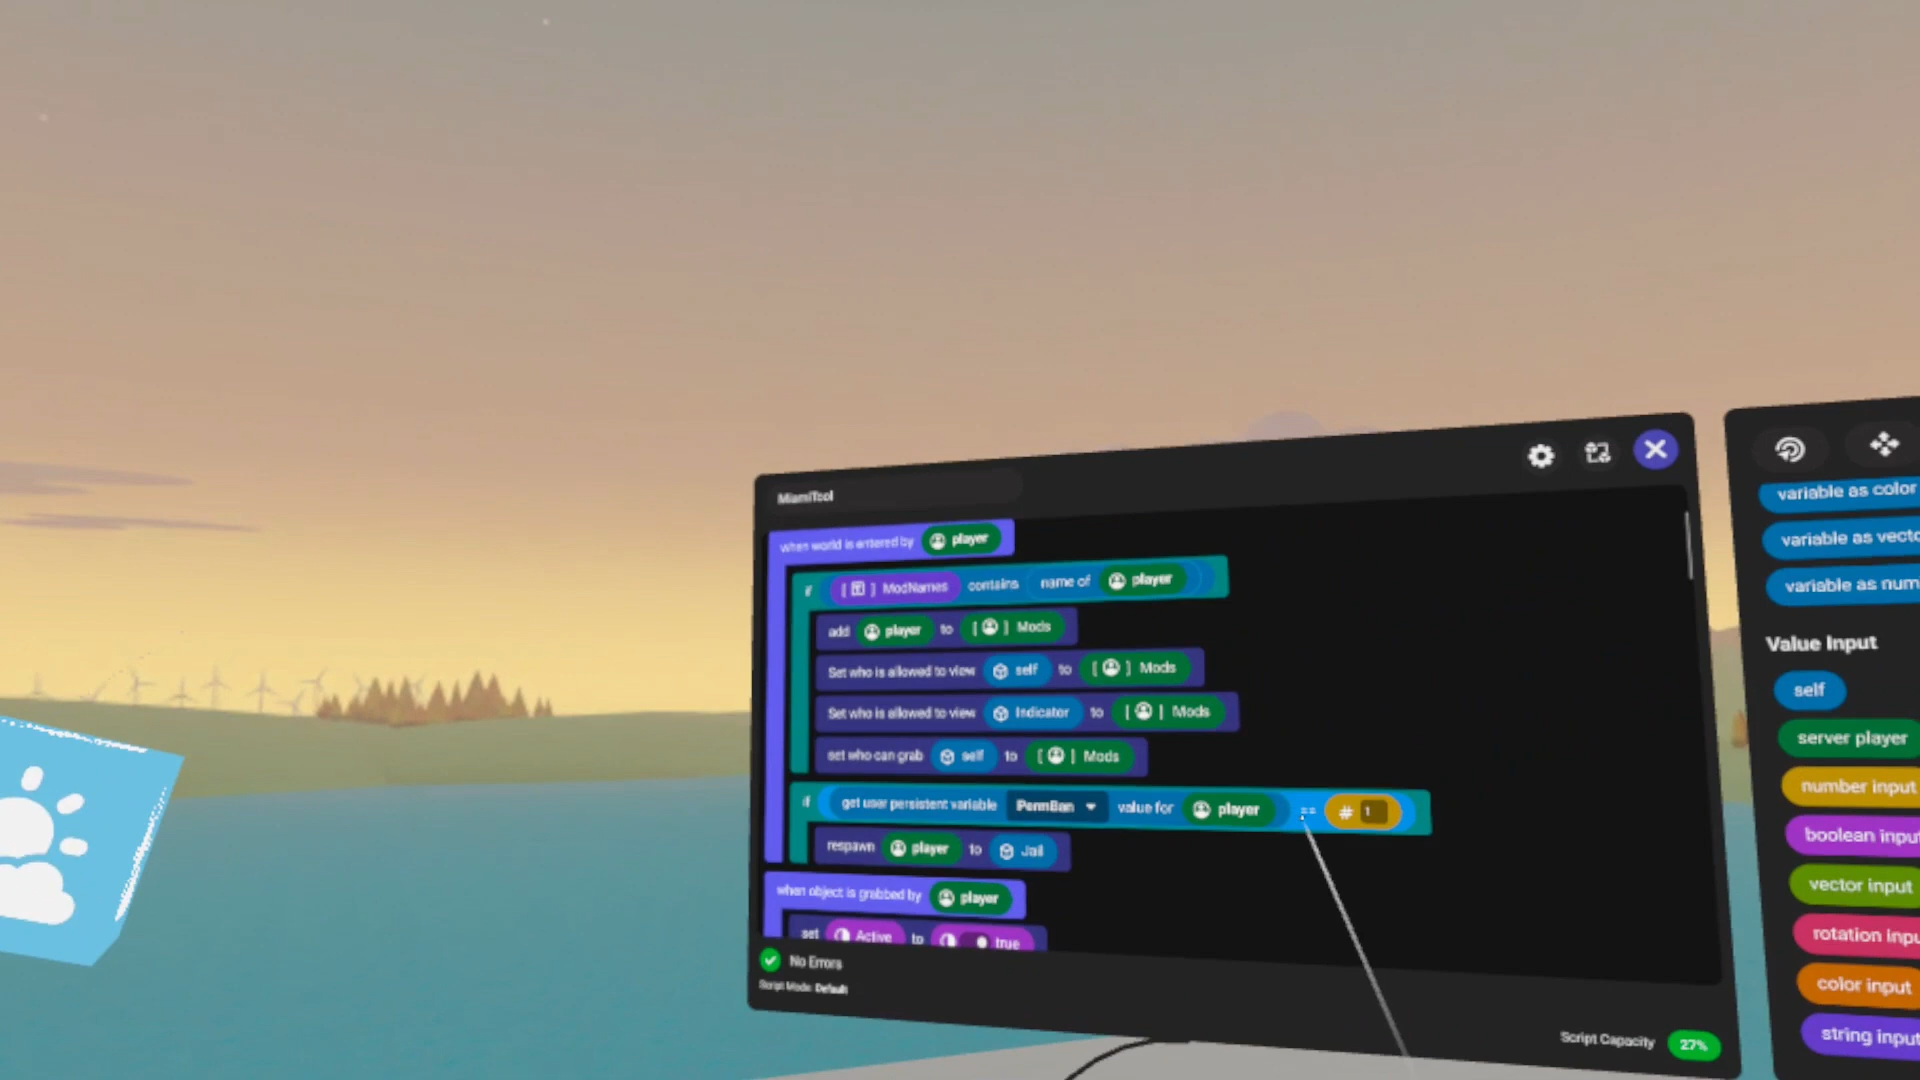 MiamiTool
when world is entered by player
if [ T ] ModNames contains name of player
add player to [ ] Mods
Set who is allowed to view self to [ ] Mods
Set who is allowed to view Indicator to [ ] Mods
set who can grab self to [ ] Mods
if get user persistent variable PermBan value for player == # 1
respawn player to Jail
when object is grabbed by player
set Active to true
No Errors
Script Mode: Default
Script Capacity 27%
variable as color
variable as vecto
variable as num
Value Input
self
server player
number input
boolean inpu
vector input
rotation inpu
color input
string input